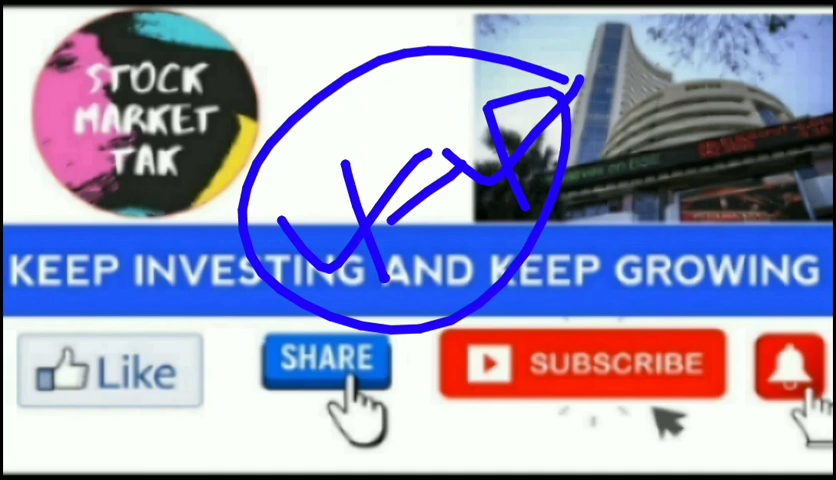 STOCK
MARKET
TAK
KEEP INVESTING AND KEEP GROWING
Like
SHARE
SUBSCRIBE